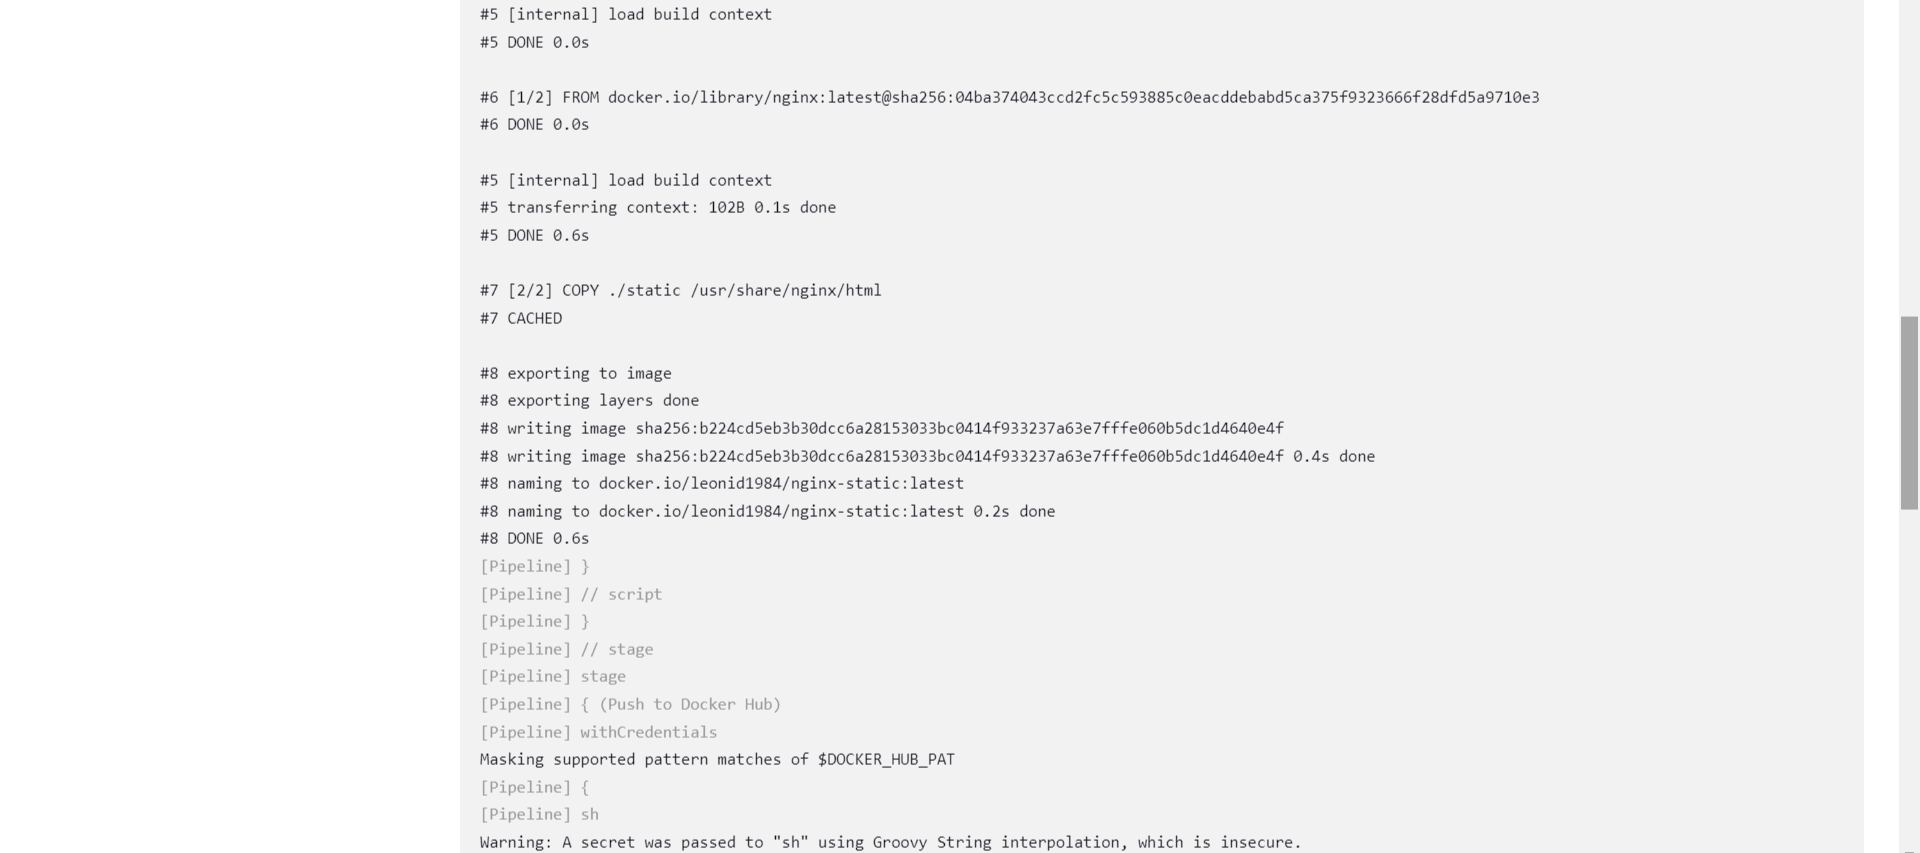 #5 [internal] load build context
#5 DONE 0.0s
#6 [1/2] FROM docker.io/library/nginx:latest@sha256:04ba374043ccd2fc5c593885c0eacddebabd5ca375f9323666f28dfd5a9710e3
#6 DONE 0.0s
#5 [internal] load build context
#5 transferring context: 102B 0.1s done
#5 DONE 0.6s
#7 [2/2] COPY ./static /usr/share/nginx/html
#7 CACHED
#8 exporting to image
#8 exporting layers done
#8 writing image sha256:b224cd5eb3b30dcc6a28153033bc0414f933237a63e7fffe060b5dc1d4640e4f
#8 writing image sha256:b224cd5eb3b30dcc6a28153033bc0414f933237a63e7fffe060b5dc1d4640e4f 0.4s done
#8 naming to docker.io/leonid1984/nginx-static:latest
#8 naming to docker.io/leonid1984/nginx-static:latest 0.2s done
#8 DONE 0.6s
[Pipeline] }
[Pipeline] // script
[Pipeline] }
[Pipeline] // stage
[Pipeline] stage
[Pipeline] { (Push to Docker Hub)
[Pipeline] withCredentials
Masking supported pattern matches of $DOCKER_HUB_PAT
[Pipeline] {
[Pipeline] sh
Warning: A secret was passed to "sh" using Groovy String interpolation, which is insecure.